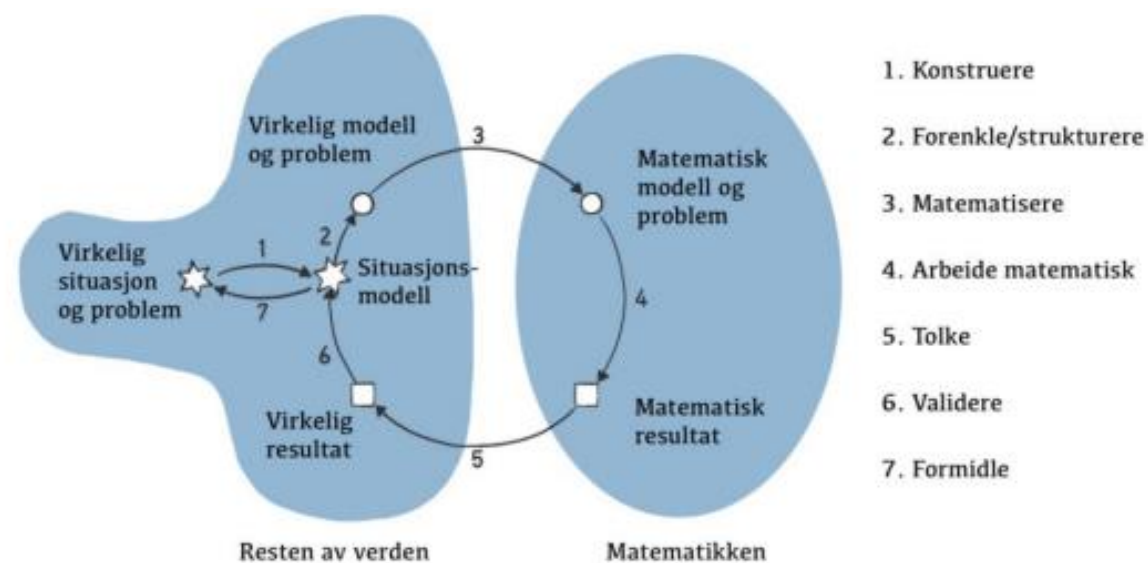 Virkelig modell
og problem
3
Matematisk
modell og
problem
Virkelig
situasjon
og problem
1
2
7
Situasjons-
modell
4
6
Virkelig
resultat
5
Matematisk
resultat
Resten av verden
Matematikken
1. Konstruere
2. Forenkle/strukturere
3. Matematisere
4. Arbeide matematisk
5. Tolke
6. Validere
7. Formidle